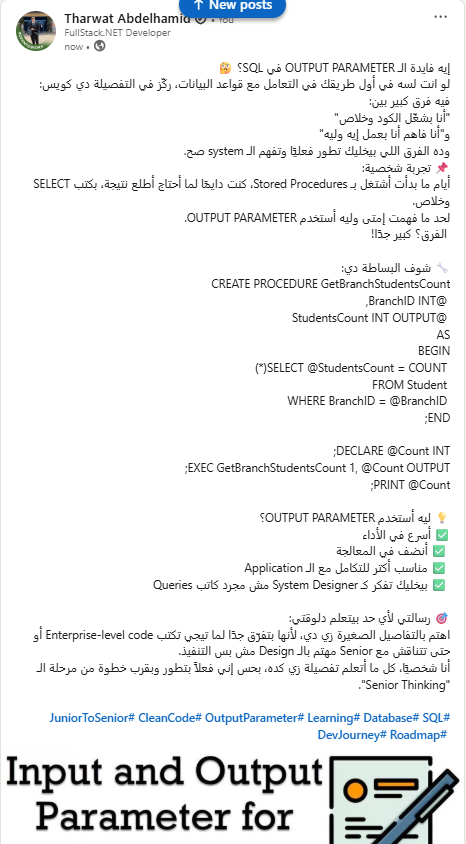 ↑ New posts
Tharwat Abdelhamid • You
FullStack.NET Developer
now •
إيه فايدة الـ OUTPUT PARAMETER في SQL؟ 🤔
لو انت لسه في أول طريقك في التعامل مع قواعد البيانات، ركّز في التفصيلة دي كويس:
فيه فرق كبير بين:
"أنا بشغّل الكود وخلاص"
و"أنا فاهم أنا بعمل إيه وليه"
وده الفرق اللي بيخليك تطور فعليًا وتفهم الـ system صح.
📌 تجربة شخصية:
أيام ما بدأت أشتغل بـ Stored Procedures، كنت دايمًا لما أحتاج أطلع نتيجة، بكتب SELECT
وخلاص.
لحد ما فهمت إمتى وليه أستخدم OUTPUT PARAMETER.
الفرق؟ كبير جدًا!
🔧 شوف البساطة دي:
CREATE PROCEDURE GetBranchStudentsCount
@BranchID INT,
@StudentsCount INT OUTPUT
AS
BEGIN
SELECT @StudentsCount = COUNT(*)
FROM Student
WHERE BranchID = @BranchID
END;
DECLARE @Count INT;
EXEC GetBranchStudentsCount 1, @Count OUTPUT;
PRINT @Count;
💡 ليه أستخدم OUTPUT PARAMETER؟
✅ أسرع في الأداء
✅ أنضف في المعالجة
✅ مناسب أكتر للتكامل مع الـ Application
✅ بيخليك تفكر كـ System Designer مش مجرد كاتب Queries
🎯 رسالتي لأي حد بيتعلم دلوقتي:
اهتم بالتفاصيل الصغيرة زي دي، لأنها بتفرّق جدًا لما تيجي تكتب Enterprise-level code أو
حتى تتناقش مع Senior مهتم بالـ Design مش بس التنفيذ.
أنا شخصيًا، كل ما أتعلم تفصيلة زي كده، بحس إني فعلاً بتطور وبقرب خطوة من مرحلة الـ
"Senior Thinking".
#SQL #Database #Learning #OutputParameter #CleanCode #JuniorToSenior
#Roadmap #DevJourney
Input and Output
Parameter for